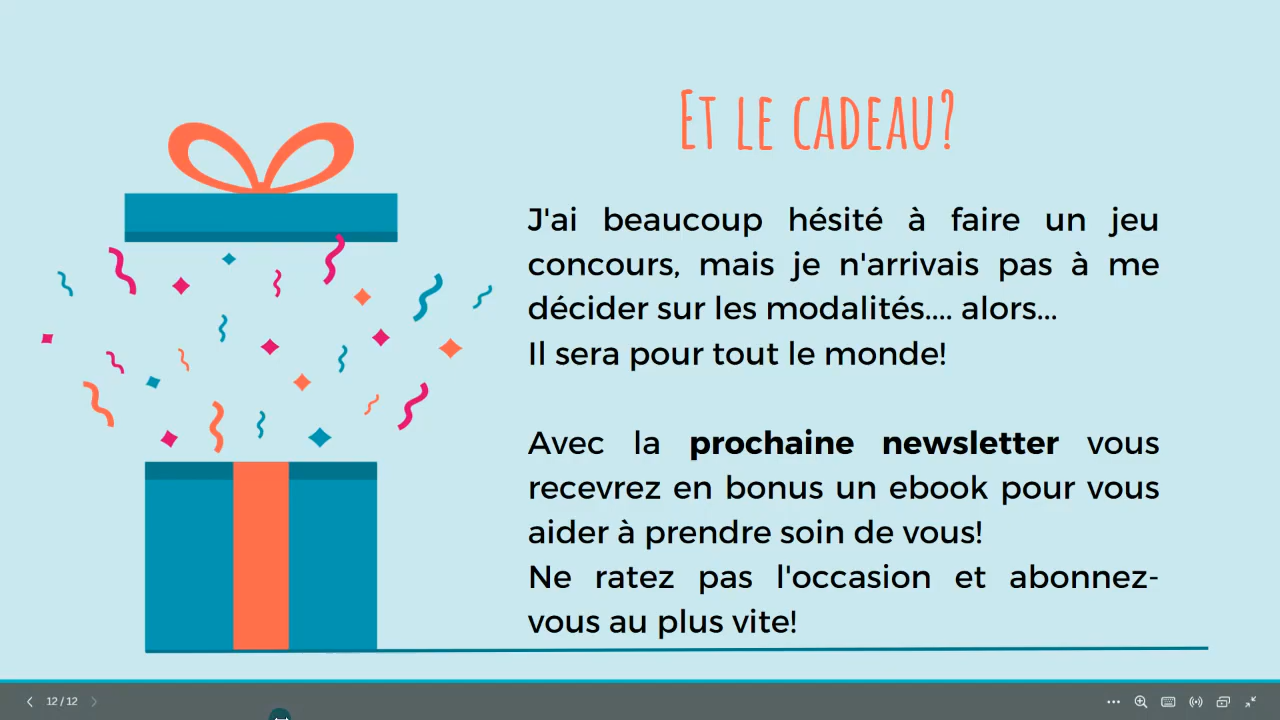 Et le cadeau?
J'ai beaucoup hésité à faire un jeu
concours, mais je n'arrivais pas à me
décider sur les modalités.... alors...
Il sera pour tout le monde!
Avec la prochaine newsletter vous
recevrez en bonus un ebook pour vous
aider à prendre soin de vous!
Ne ratez pas l'occasion et abonnez-
vous au plus vite!
12 / 12